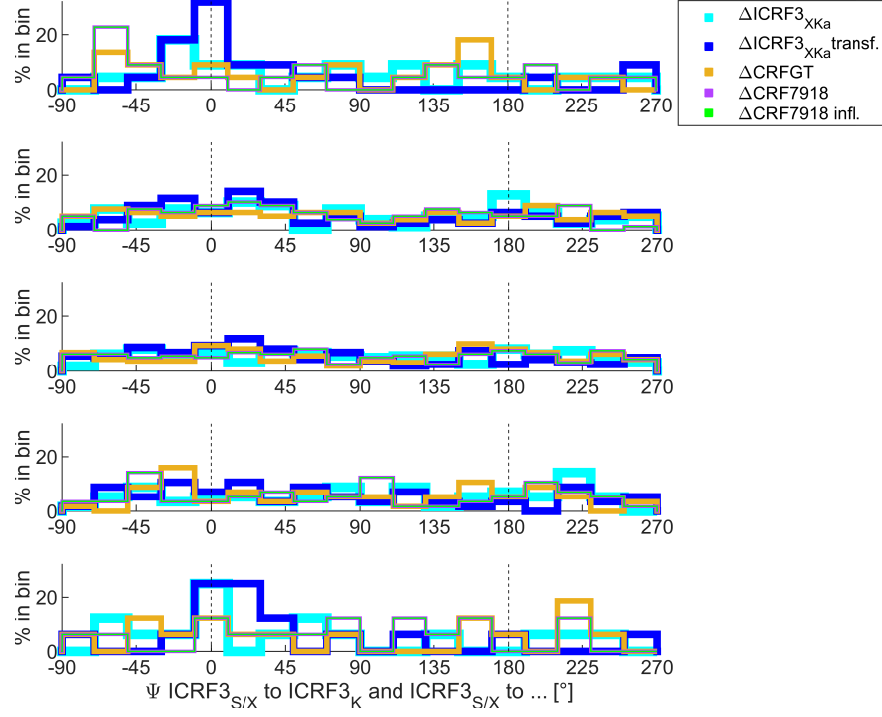 % in bin
20
0
-90 -45 0 45 90 135 180 225 270
ΔICRF3XKa
ΔICRF3XKa transf.
ΔCRFGT
ΔCRF7918
ΔCRF7918 infl.
% in bin
20
0
-90 -45 0 45 90 135 180 225 270
% in bin
20
0
-90 -45 0 45 90 135 180 225 270
% in bin
20
0
-90 -45 0 45 90 135 180 225 270
% in bin
20
0
-90 -45 0 45 90 135 180 225 270
Ψ ICRF3S/X to ICRF3K and ICRF3S/X to ... [°]